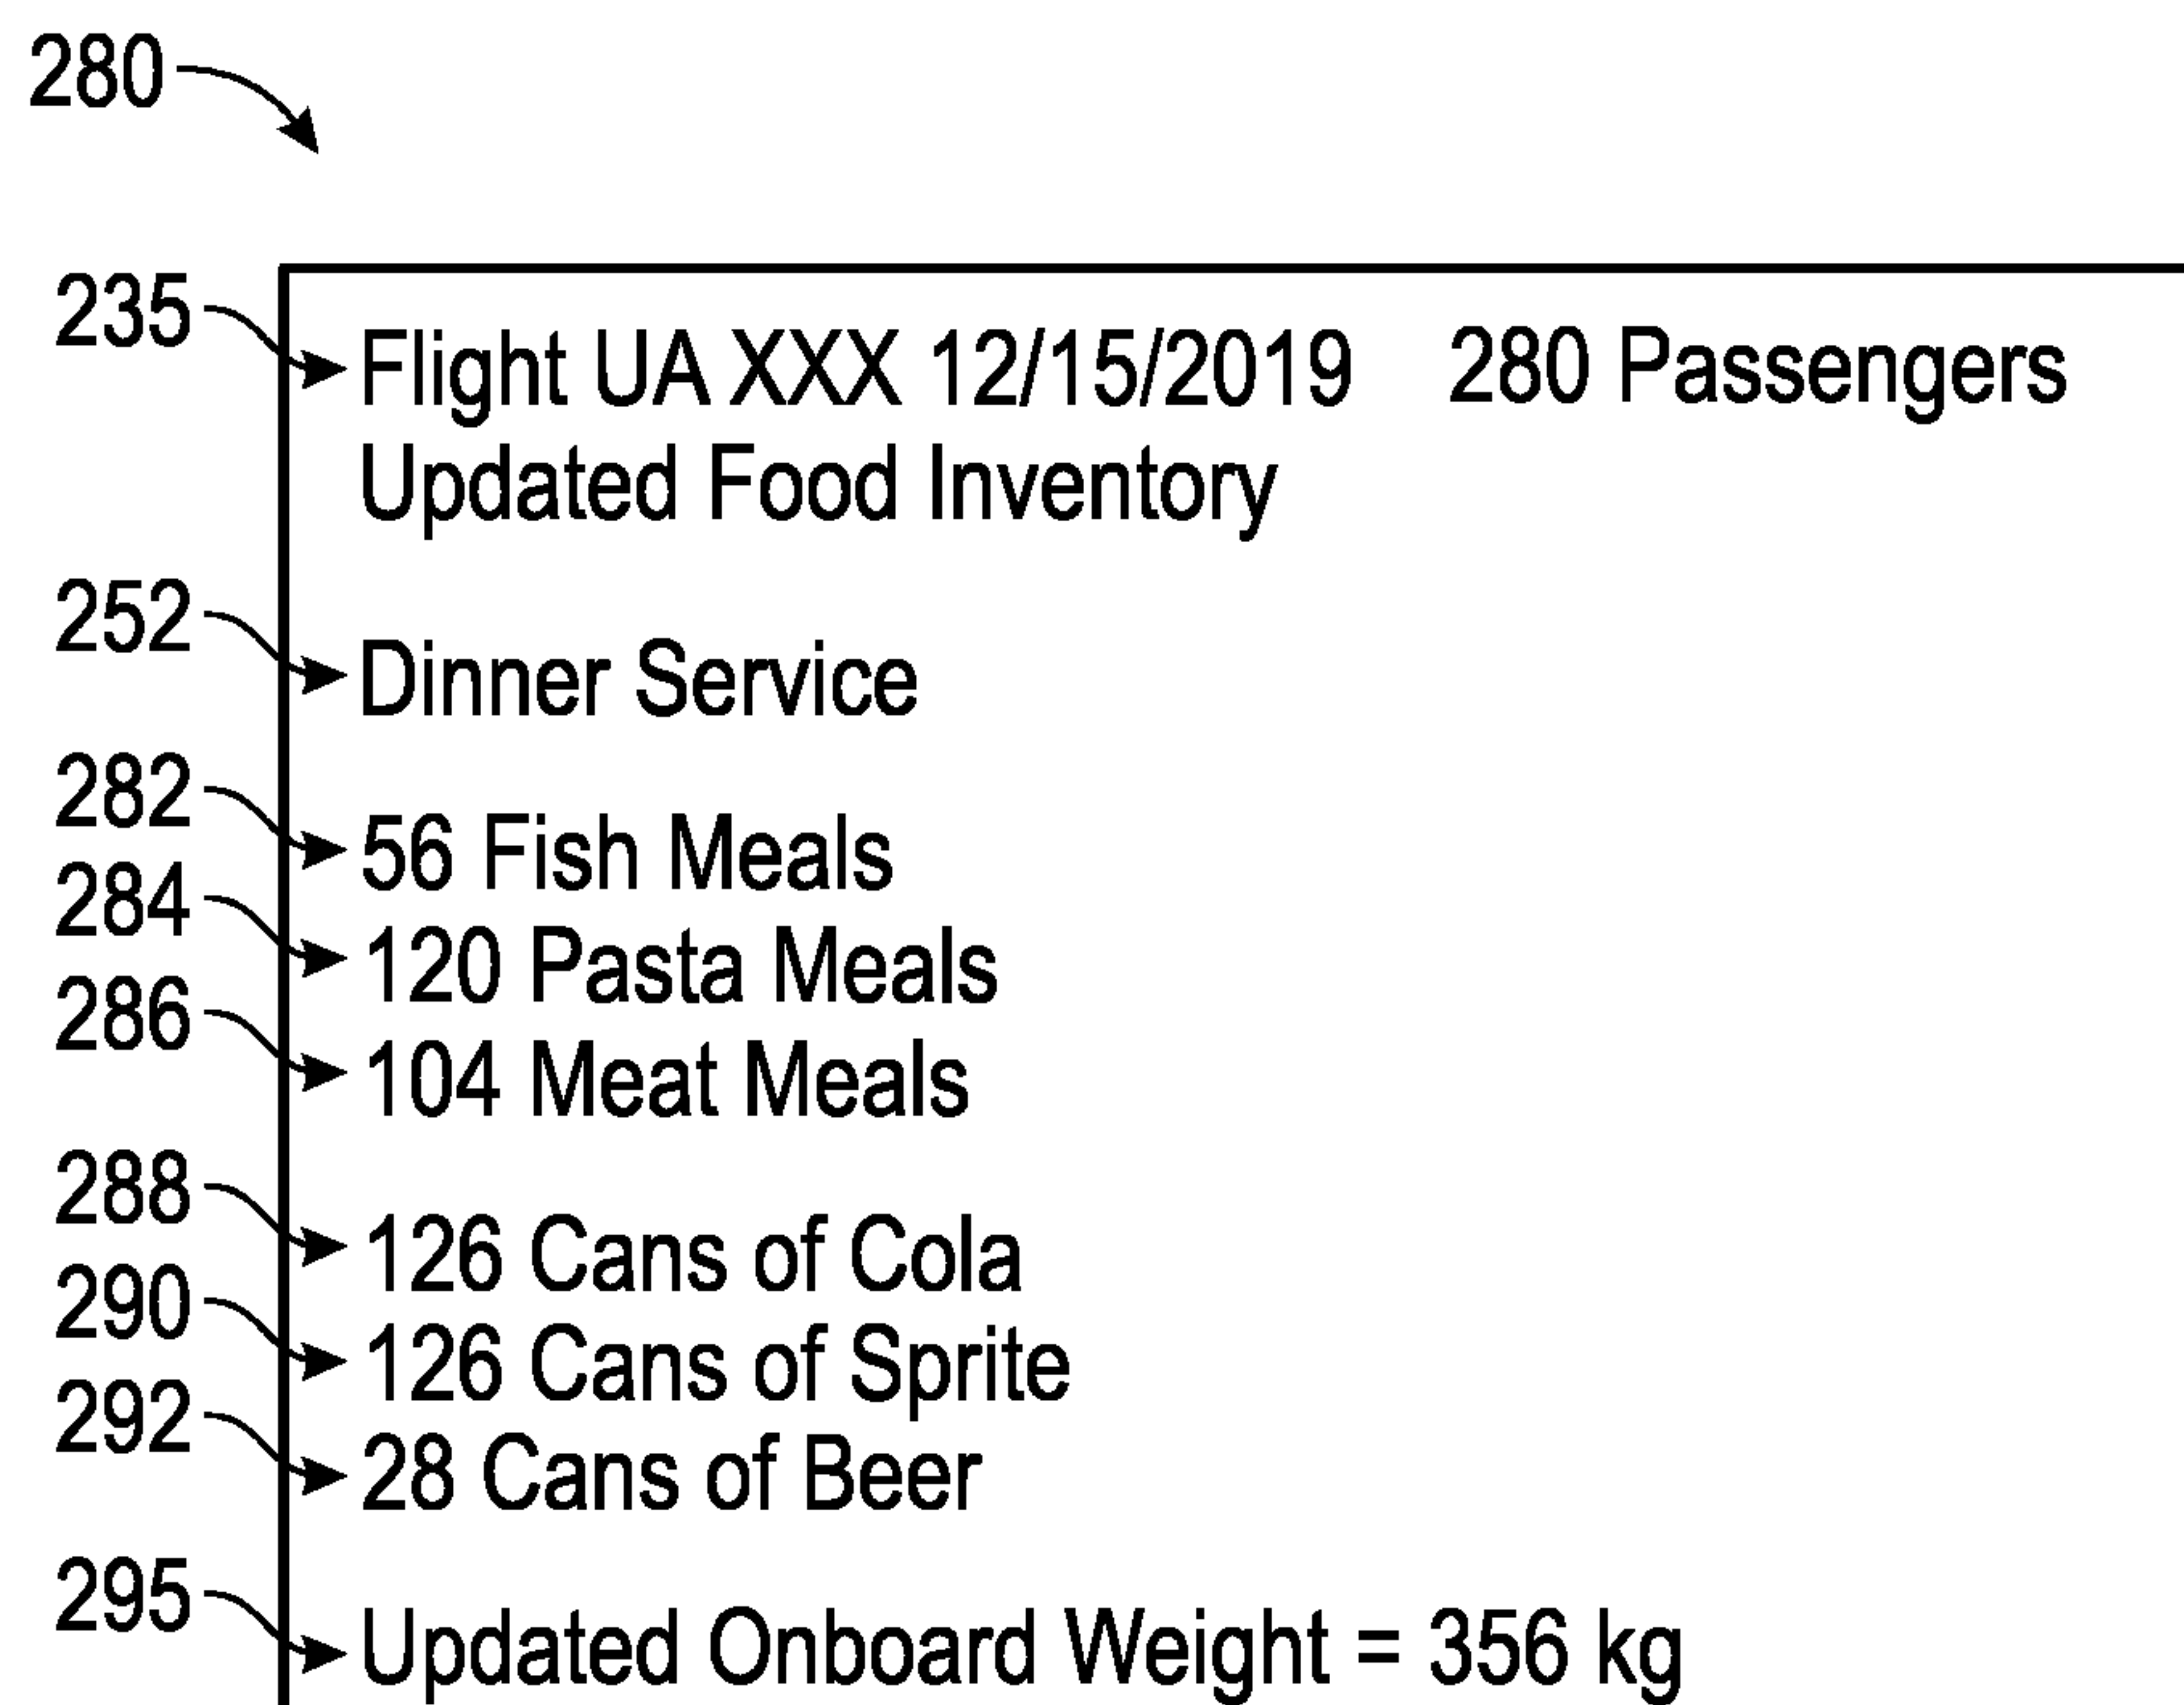 280
235 Flight UA XXX 12/15/2019 280 Passengers
Updated Food Inventory
252 Dinner Service
282 56 Fish Meals
284 120 Pasta Meals
286 104 Meat Meals
288 126 Cans of Cola
290 126 Cans of Sprite
292 28 Cans of Beer
295 Updated Onboard Weight = 356 kg